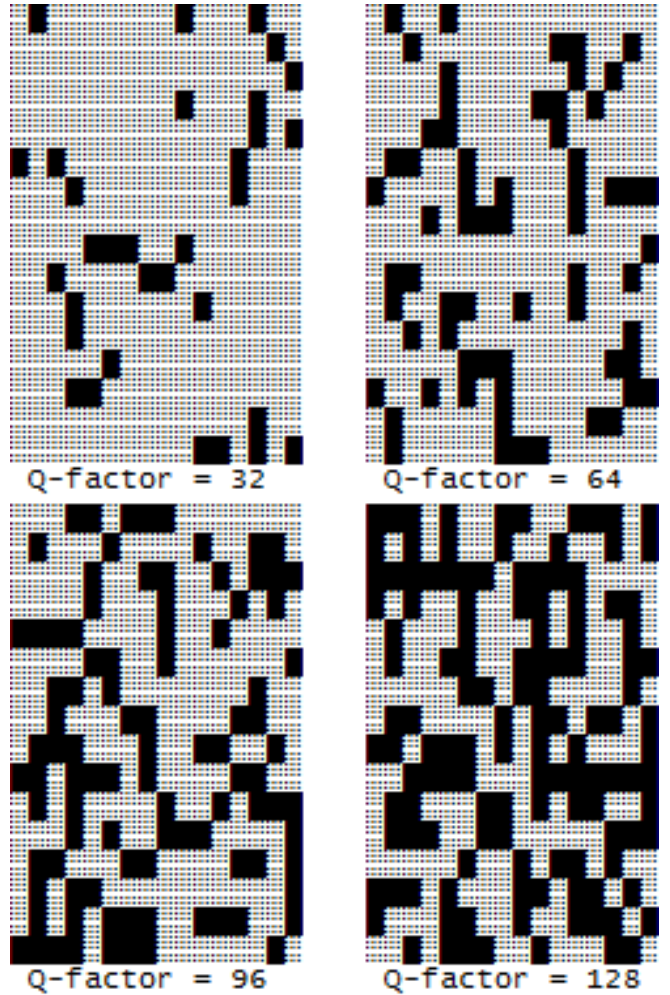 Q-factor = 32
Q-factor = 64
Q-factor = 96
Q-factor = 128